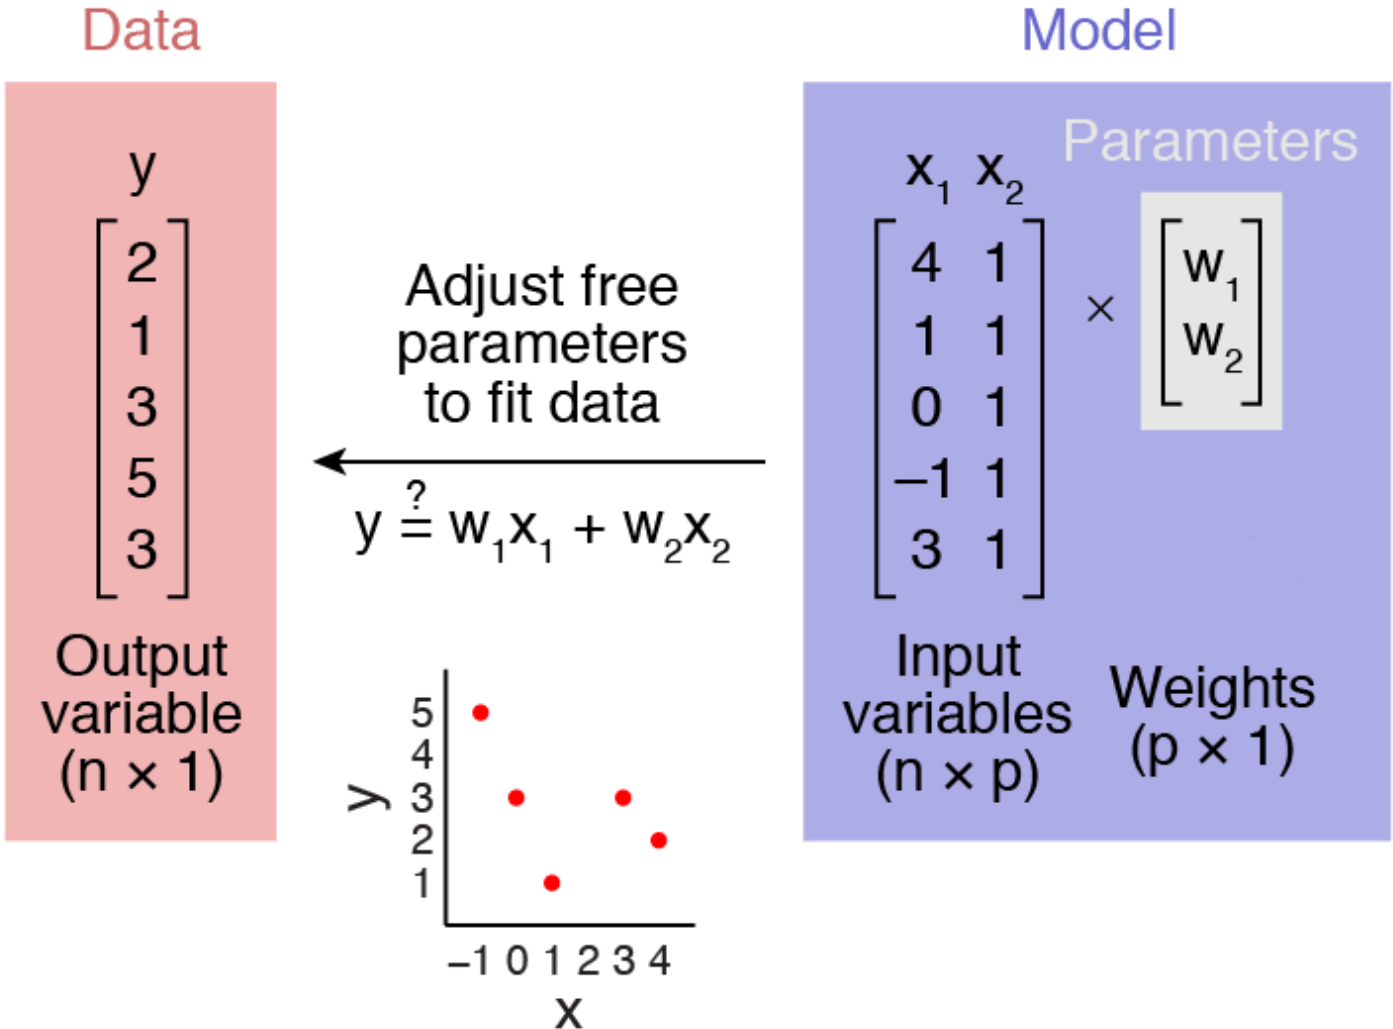 Data
y
2
1
3
5
3
Output
variable
(n × 1)
Adjust free
parameters
to fit data
?
y = w₁x₁ + w₂x₂
y
5
4
3
2
1
–1 0 1 2 3 4
x
Model
Parameters
x₁ x₂
4 1
1 1
0 1
–1 1
3 1
×
w₁
w₂
Input
variables
(n × p)
Weights
(p × 1)